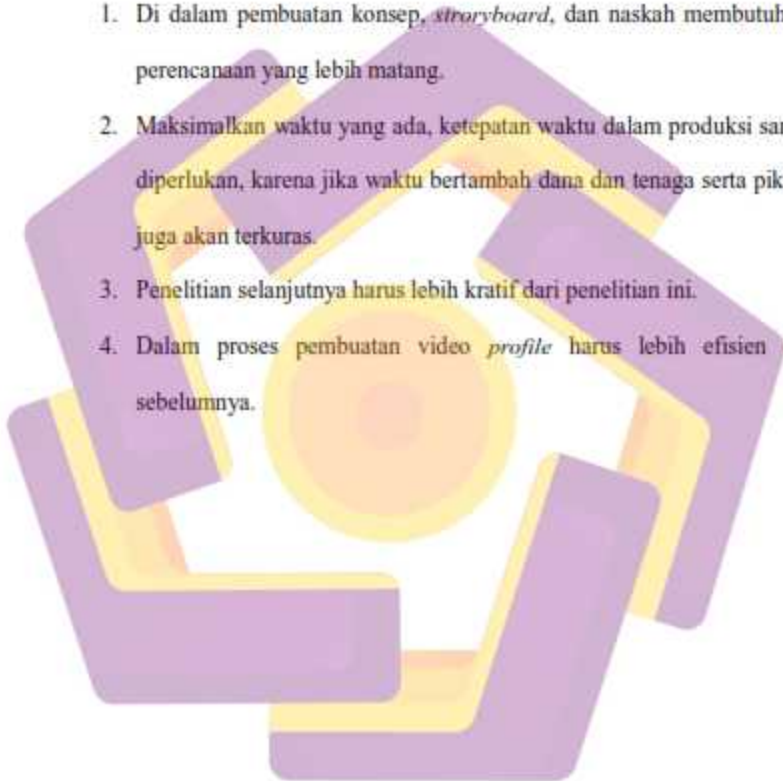 1. Di dalam pembuatan konsep, stroryboard, dan naskah membutuh
perencanaan yang lebih matang.
2. Maksimalkan waktu yang ada, ketepatan waktu dalam produksi san
diperlukan, karena jika waktu bertambah dana dan tenaga serta pik
juga akan terkuras.
3. Penelitian selanjutnya harus lebih kratif dari penelitian ini.
4. Dalam proses pembuatan video profile harus lebih efisien
sebelumnya.